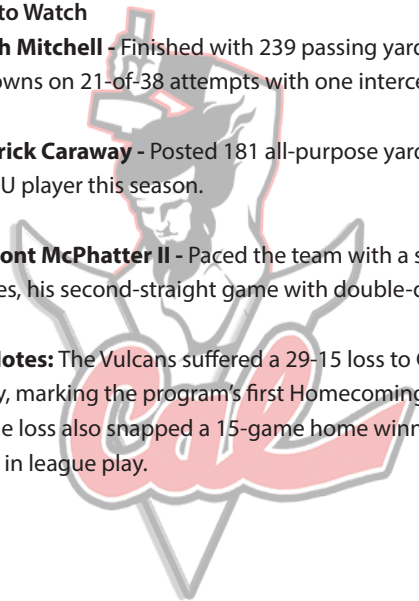 to Watch
h Mitchell - Finished with 239 passing yard
owns on 21-of-38 attempts with one interce
rick Caraway - Posted 181 all-purpose yard
U player this season.
ont McPhatter II - Paced the team with a s
es, his second-straight game with double-d
Notes: The Vulcans suffered a 29-15 loss to
y, marking the program’s first Homecoming
e loss also snapped a 15-game home winn
in league play.
Cal